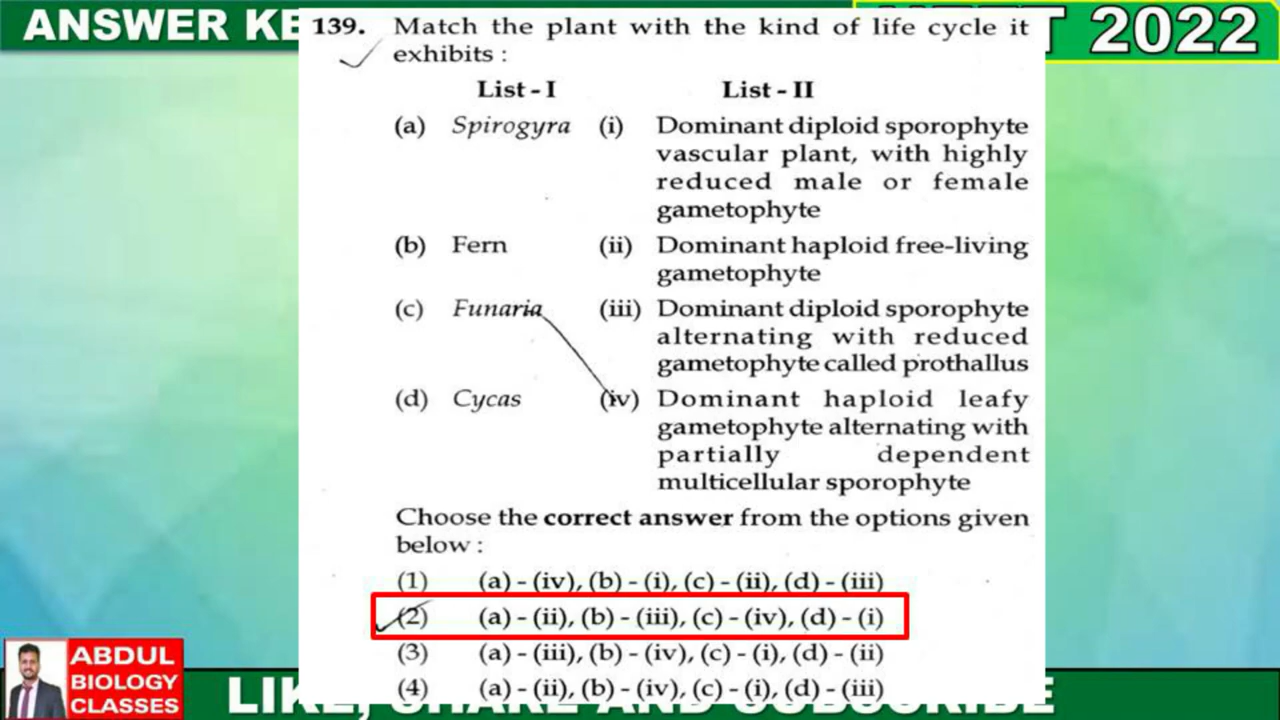 ANSWER KE
T 2022
139. Match the plant with the kind of life cycle it
exhibits :
List - I List - II
(a) Spirogyra (i) Dominant diploid sporophyte
vascular plant, with highly
reduced male or female
gametophyte
(b) Fern (ii) Dominant haploid free-living
gametophyte
(c) Funaria (iii) Dominant diploid sporophyte
alternating with reduced
gametophyte called prothallus
(d) Cycas (iv) Dominant haploid leafy
gametophyte alternating with
partially dependent
multicellular sporophyte
Choose the correct answer from the options given
below :
(1) (a) - (iv), (b) - (i), (c) - (ii), (d) - (iii)
(2) (a) - (ii), (b) - (iii), (c) - (iv), (d) - (i)
(3) (a) - (iii), (b) - (iv), (c) - (i), (d) - (ii)
(4) (a) - (ii), (b) - (iv), (c) - (i), (d) - (iii)
ABDUL
BIOLOGY
CLASSES
LIKE, SHARE AND SUBSCRIBE